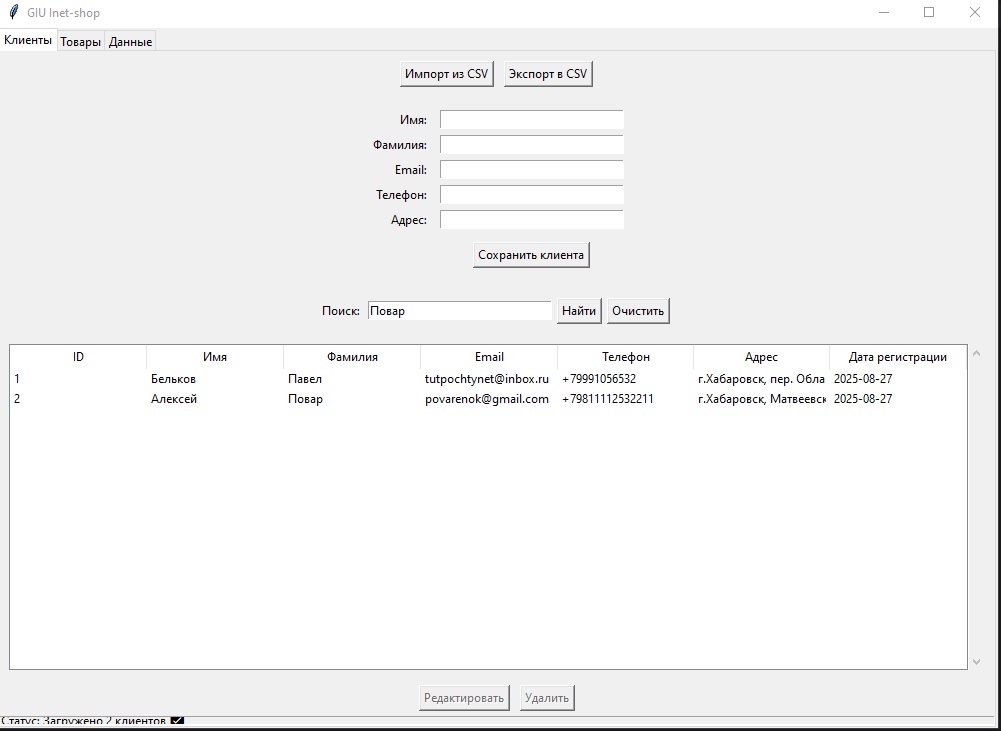 GIU Inet-shop
Клиенты Товары Данные
Импорт из CSV Экспорт в CSV
Имя:
Фамилия:
Email:
Телефон:
Адрес:
Сохранить клиента
Поиск: Повар Найти Очистить
ID Имя Фамилия Email Телефон Адрес Дата регистрации
1 Бельков Павел tutpochtynet@inbox.ru +79991056532 г.Хабаровск, пер. Обла 2025-08-27
2 Алексей Повар povarenok@gmail.com +79811112532211 г.Хабаровск, Матвеевск 2025-08-27
Редактировать Удалить
Статус: Загружено 2 клиентов